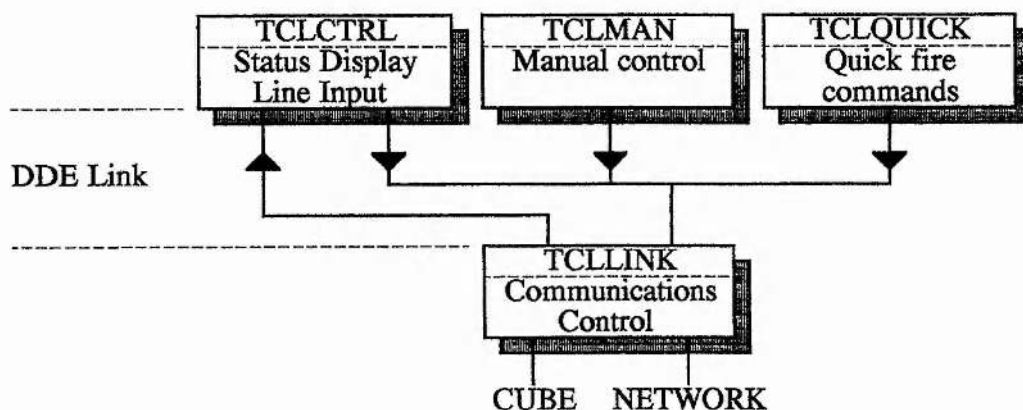 TCLCTRL
Status Display
Line Input
TCLMAN
Manual control
TCLQUICK
Quick fire
commands
DDE Link
TCLLINK
Communications
Control
CUBE
NETWORK